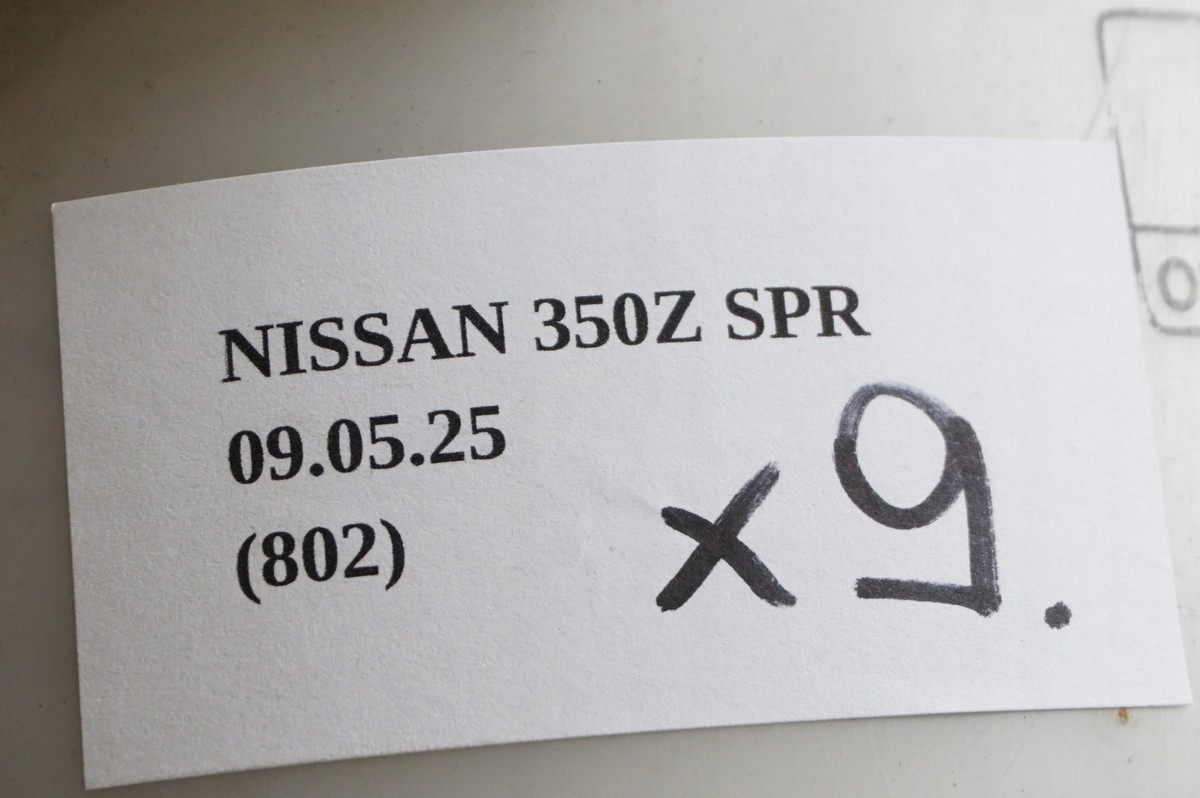 NISSAN 350Z SPR
09.05.25
(802)
x9.